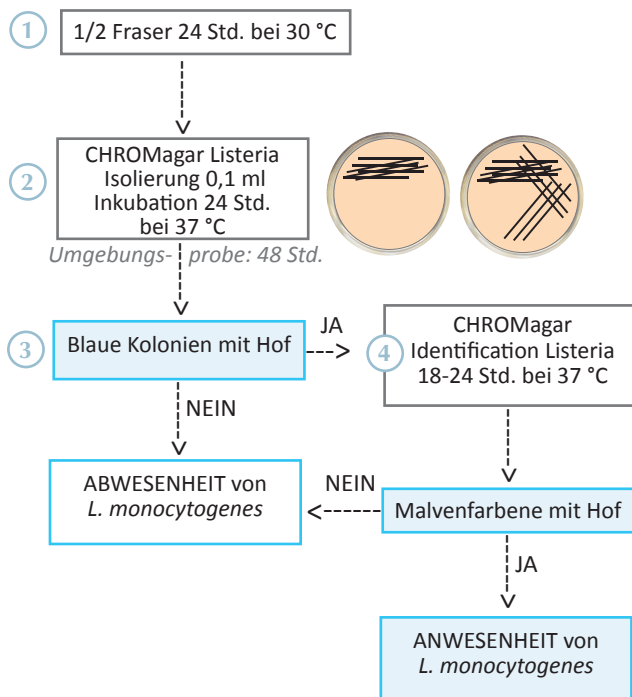 1
1/2 Fraser 24 Std. bei 30 °C
2
CHROMagar Listeria
Isolierung 0,1 ml
Inkubation 24 Std.
bei 37 °C
Umgebungs- probe: 48 Std.
3
Blaue Kolonien mit Hof
JA
4
CHROMagar
Identification Listeria
18-24 Std. bei 37 °C
NEIN
ABWESENHEIT von
L. monocytogenes
NEIN
Malvenfarbene mit Hof
JA
ANWESENHEIT von
L. monocytogenes